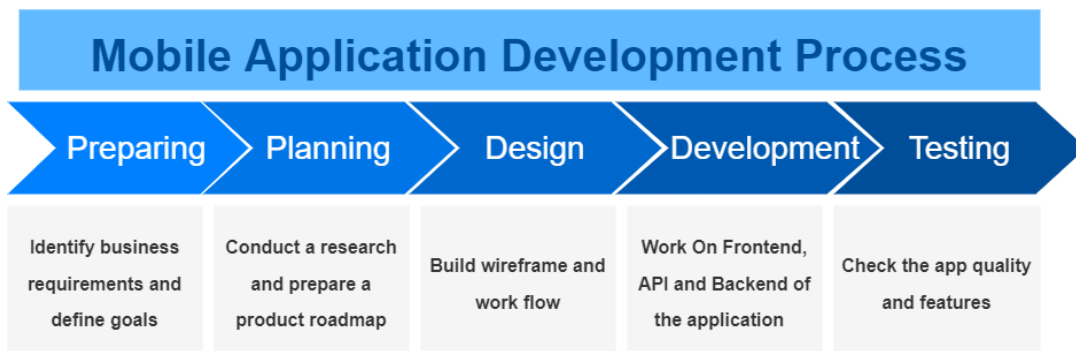 Mobile Application Development Process
Preparing
Planning
Design
Development
Testing
Identify business
requirements and
define goals
Conduct a research
and prepare a
product roadmap
Build wireframe and
work flow
Work On Frontend,
API and Backend of
the application
Check the app quality
and features